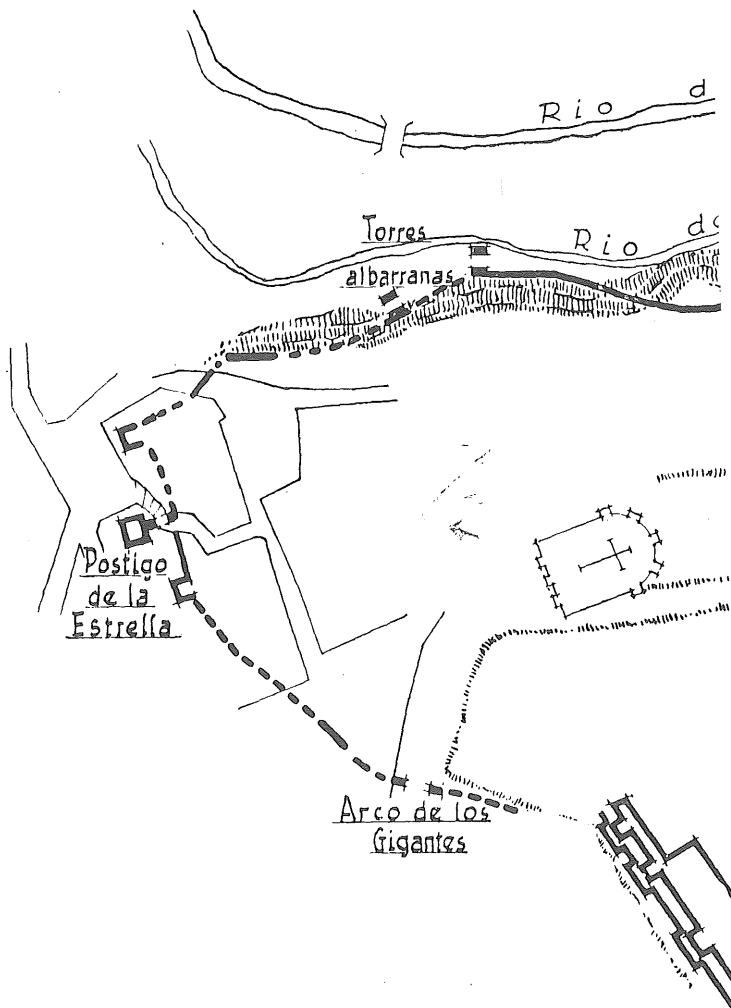 Rio d
Torres
Rio
albarranas
Postigo
de la
Estrella
Arco de los
Gigantes